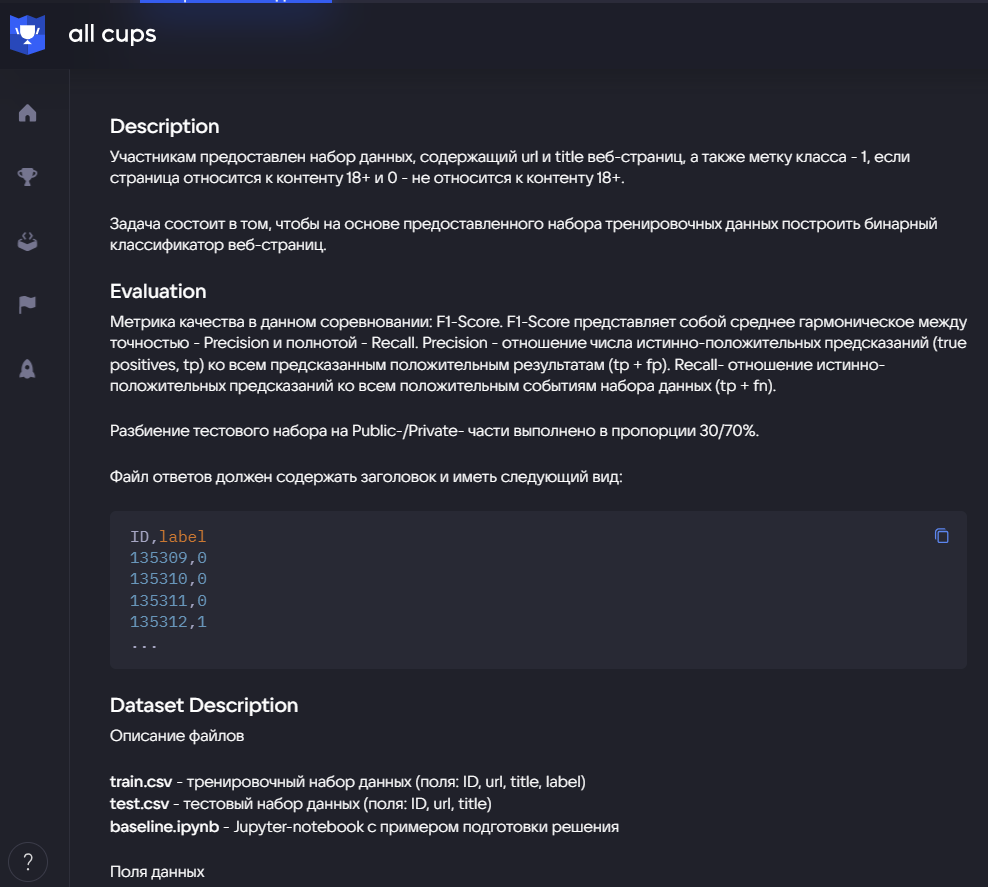 all cups
Description
Участникам предоставлен набор данных, содержащий url и title веб-страниц, а также метку класса - 1, если
страница относится к контенту 18+ и 0 - не относится к контенту 18+.
Задача состоит в том, чтобы на основе предоставленного набора тренировочных данных построить бинарный
классификатор веб-страниц.
Evaluation
Метрика качества в данном соревновании: F1-Score. F1-Score представляет собой среднее гармоническое между
точностью - Precision и полнотой - Recall. Precision - отношение числа истинно-положительных предсказаний (true
positives, tp) ко всем предсказанным положительным результатам (tp + fp). Recall- отношение истинно-
положительных предсказаний ко всем положительным событиям набора данных (tp + fn).
Разбиение тестового набора на Public-/Private- части выполнено в пропорции 30/70%.
Файл ответов должен содержать заголовок и иметь следующий вид:
ID,label
135309,0
135310,0
135311,0
135312,1
...
Dataset Description
Описание файлов
train.csv - тренировочный набор данных (поля: ID, url, title, label)
test.csv - тестовый набор данных (поля: ID, url, title)
baseline.ipynb - Jupyter-notebook с примером подготовки решения
?
Поля данных